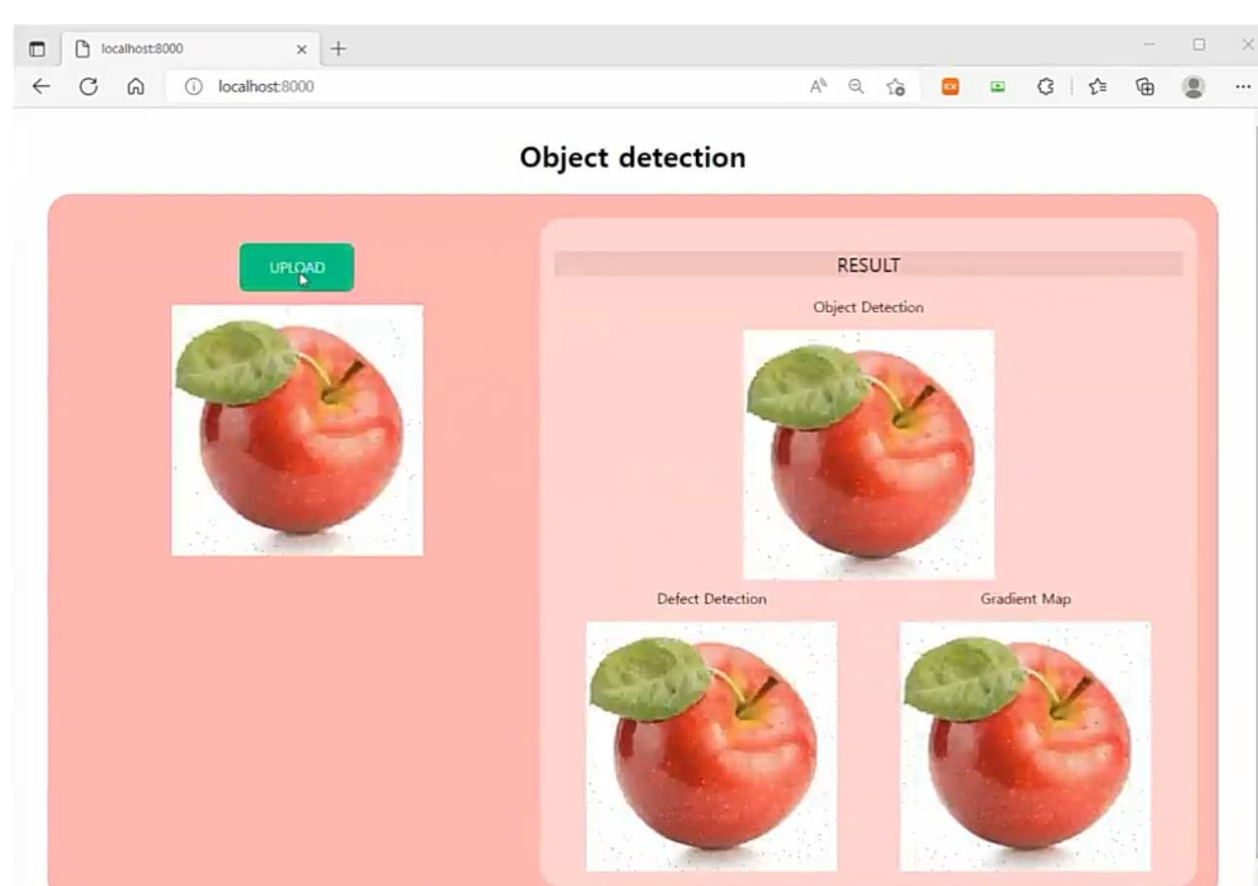 localhost:8000
localhost:8000
Object detection
UPLOAD
RESULT
Object Detection
Defect Detection
Gradient Map